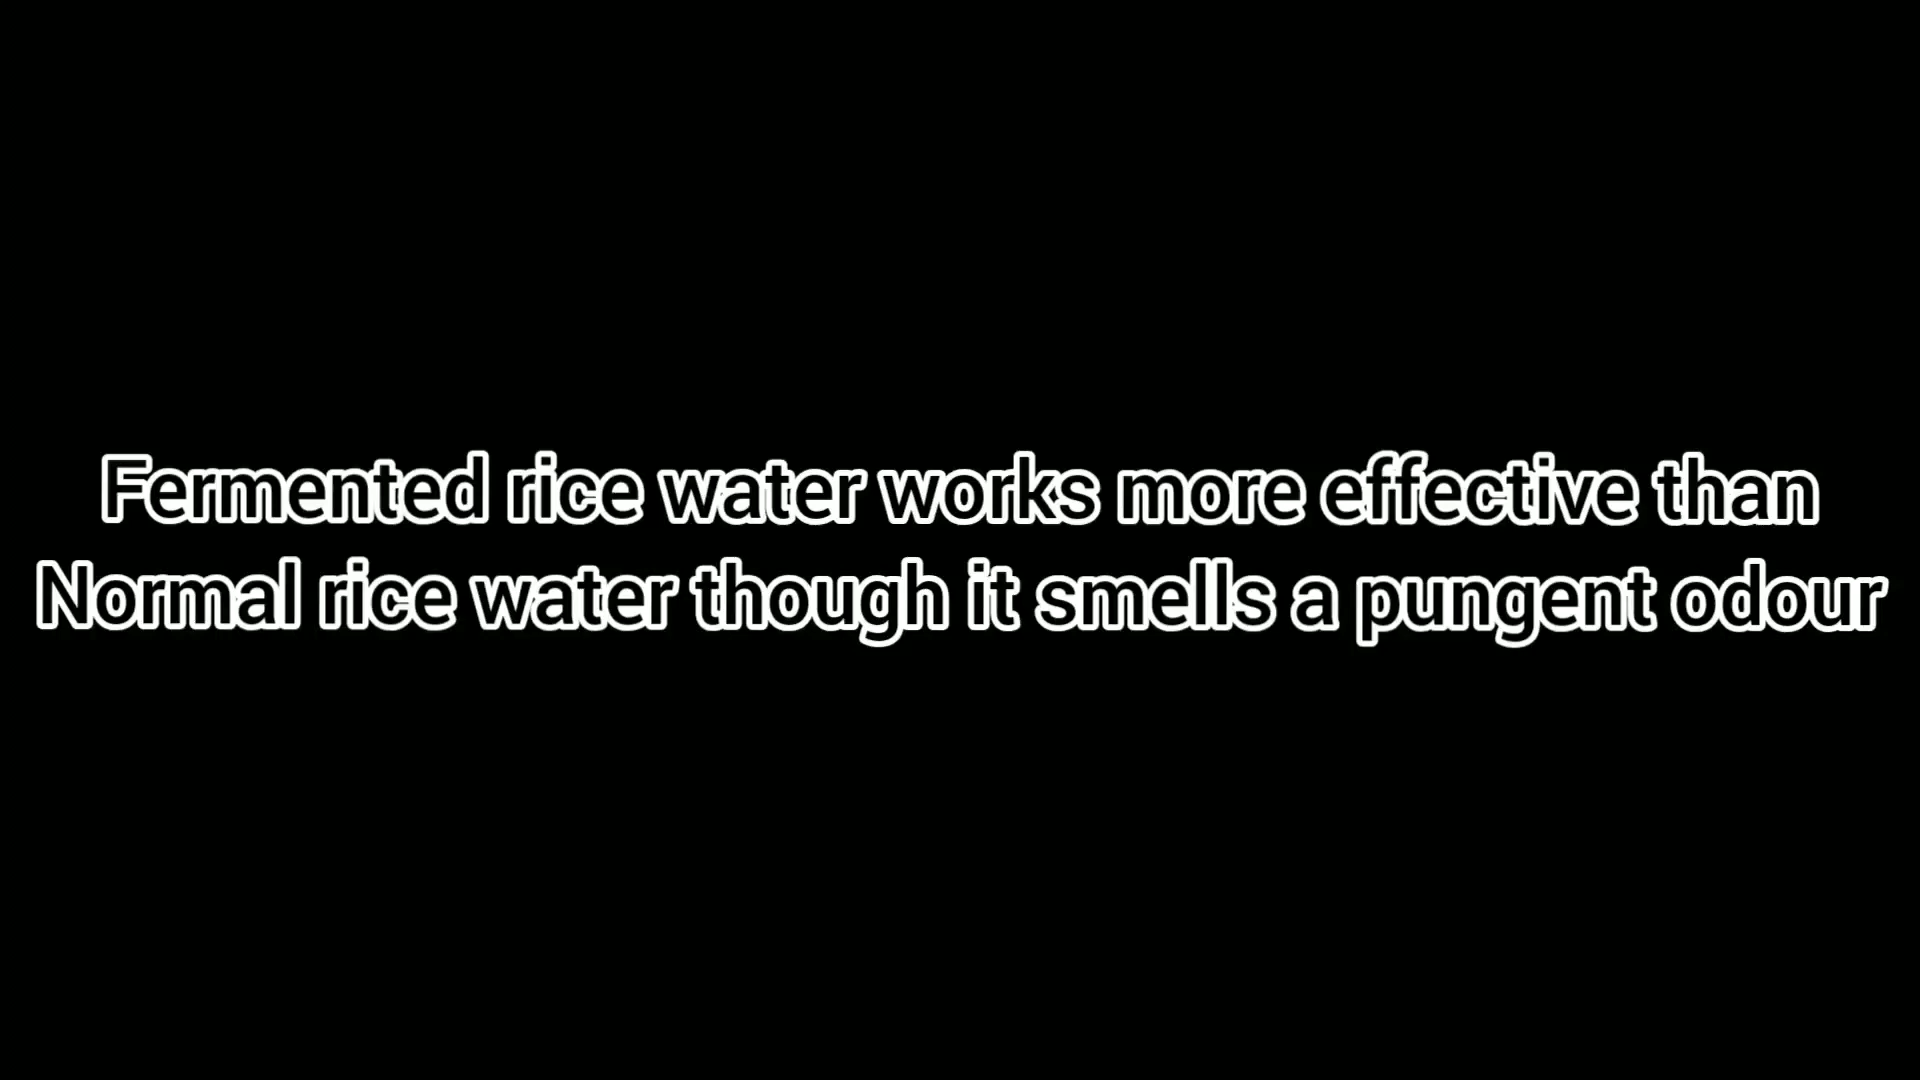 Fermented rice water works more effective than
Normal rice water though it smells a pungent odour